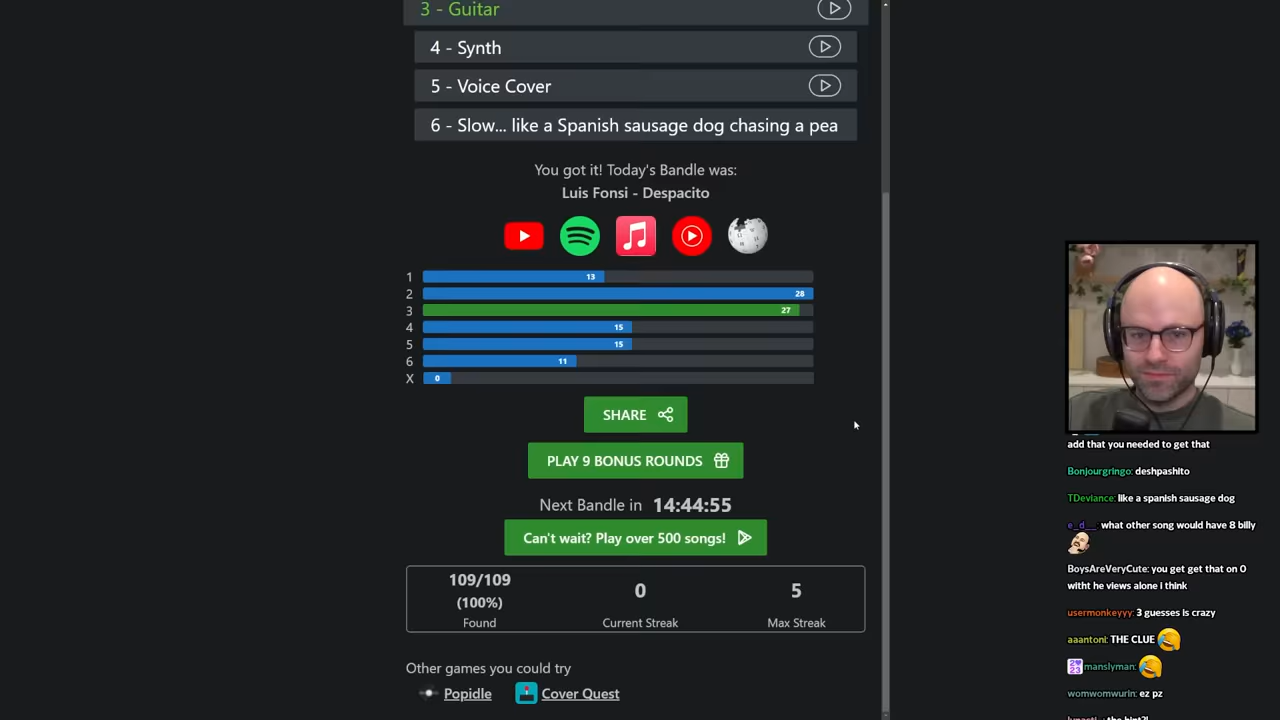 3 - Guitar
4 - Synth
5 - Voice Cover
6 - Slow... like a Spanish sausage dog chasing a pea
You got it! Today's Bandle was:
Luis Fonsi - Despacito
1 13
2 28
3 27
4 15
5 15
6 11
X 0
SHARE
PLAY 9 BONUS ROUNDS
Next Bandle in 14:44:55
Can't wait? Play over 500 songs!
109/109 0 5
(100%)
Found Current Streak Max Streak
Other games you could try
Popidle Cover Quest
add that you needed to get that
Bonjourgringo: deshpashito
TDeviance: like a spanish sausage dog
e_d__: what other song would have 8 billy
BoysAreVeryCute: you get get that on 0
witht he views alone i think
usermonkeyyy: 3 guesses is crazy
aaantoni: THE CLUE
manslyman:
womwomwurin: ez pz
the hint?!